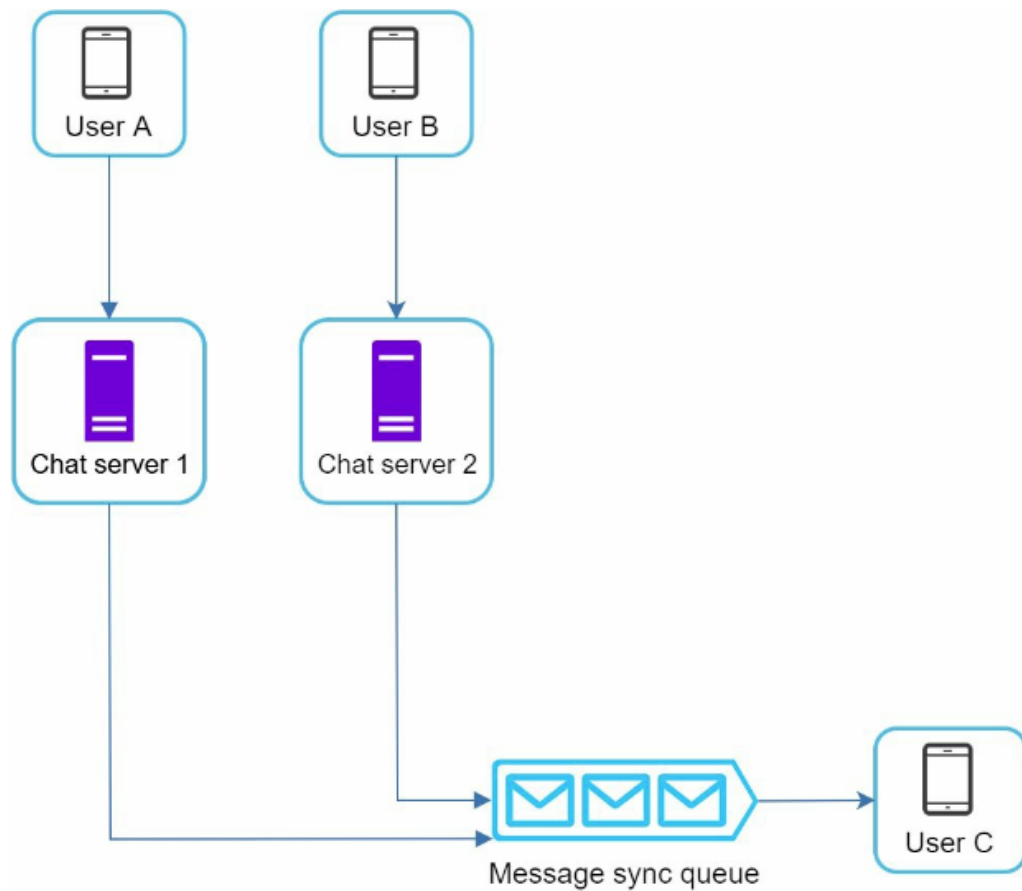 User A
User B
Chat server 1
Chat server 2
User C
Message sync queue